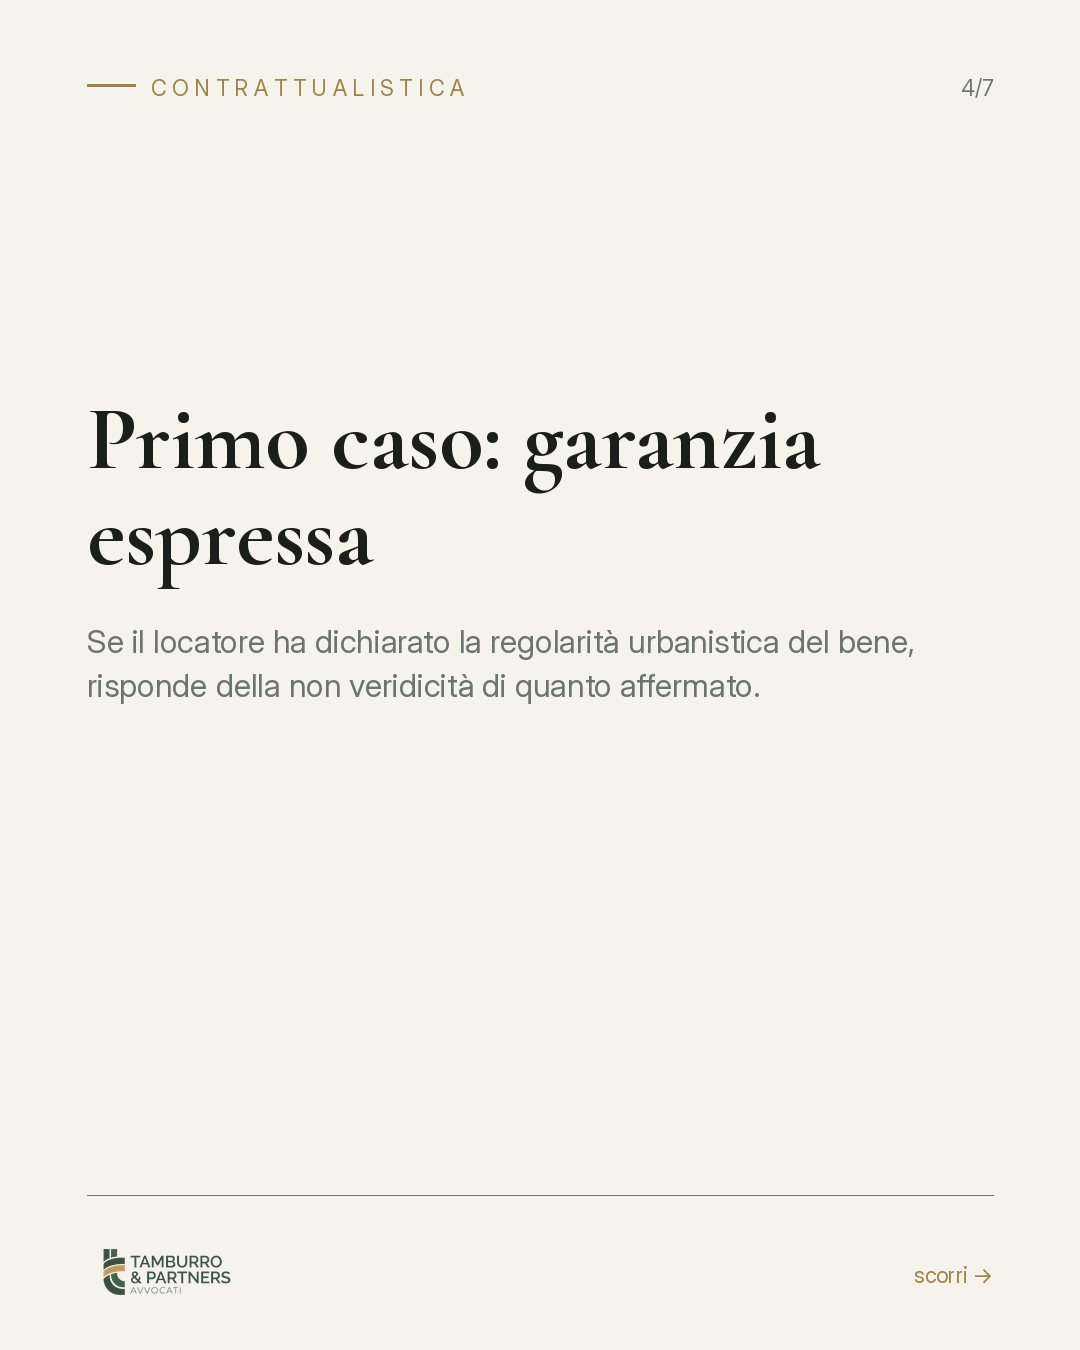 CONTRATTUALISTICA
4/7
Primo caso: garanzia
espressa
Se il locatore ha dichiarato la regolarità urbanistica del bene,
risponde della non veridicità di quanto affermato.
TAMBURRO
& PARTNERS
AVVOCATI
scorri →